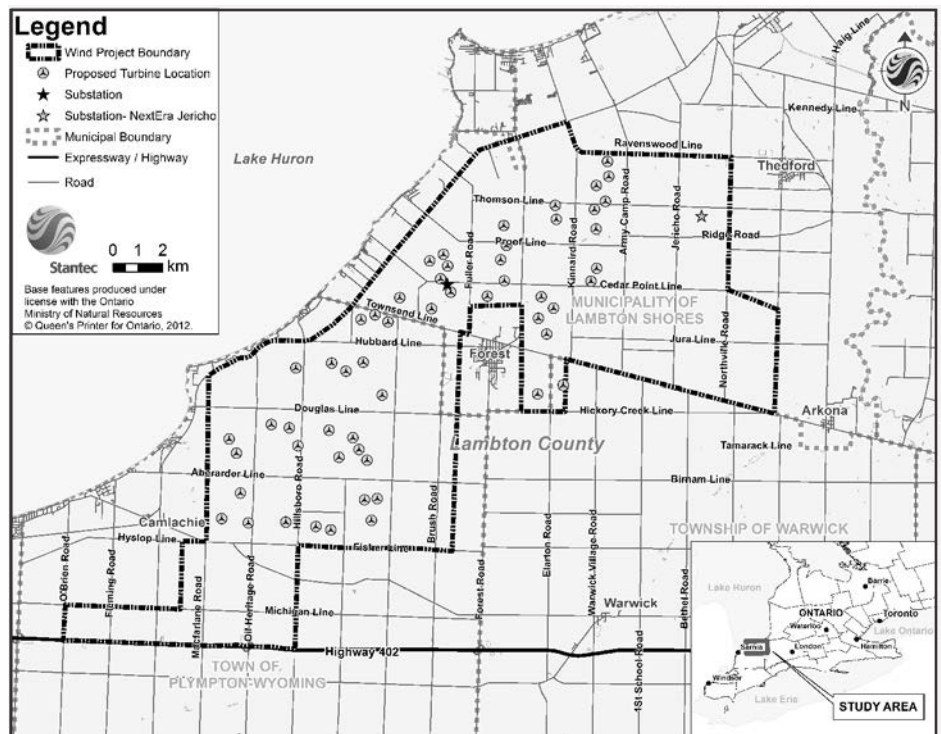 Legend
Wind Project Boundary
Proposed Turbine Location
Substation
Substation- NextEra Jericho
Municipal Boundary
Expressway / Highway
Road
Stantec
0 1 2
km
Base features produced under
license with the Ontario
Ministry of Natural Resources
© Queen's Printer for Ontario, 2012.
Haig Line
N
Kennedy Line
Lake Huron
Ravenswood Line
Thedford
Thomson Line
Army Camp Road
Jericho Road
Fuller Road
Proof Line
Kinnaird Road
Ridge Road
Cedar Point Line
MUNICIPALITY OF
LAMBTON SHORES
Townsend Line
Hubbard Line
Forest
Jura Line
Northville Road
Douglas Line
Hickory Creek Line
Arkona
Lambton County
Tamarack Line
Aberarder Line
Hillsboro Road
Birnam Line
Brush Road
Camlachie
TOWNSHIP OF WARWICK
Hyslop Line
Fisher Line
O'Brien Road
Fleming Road
Macfarlane Road
Oil Heritage Road
Forest Road
Elarton Road
Warwick Village Road
Bethel Road
Michigan Line
Warwick
Highway 402
1st School Road
TOWN OF
PLYMPTON-WYOMING
Lake Huron
Barrie
ONTARIO
Toronto
Waterloo
Lake Ontario
Hamilton
Sarnia
London
Windsor
Lake Erie
STUDY AREA